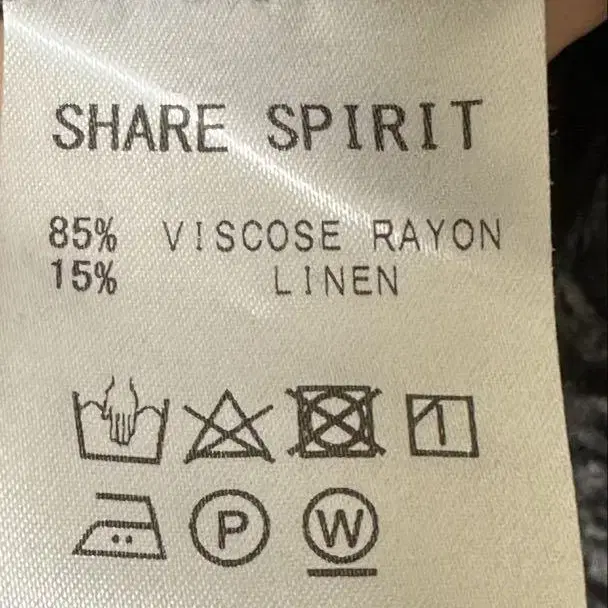 SHARE SPIRIT
85% VISCOSE RAYON
15% LINEN
P W